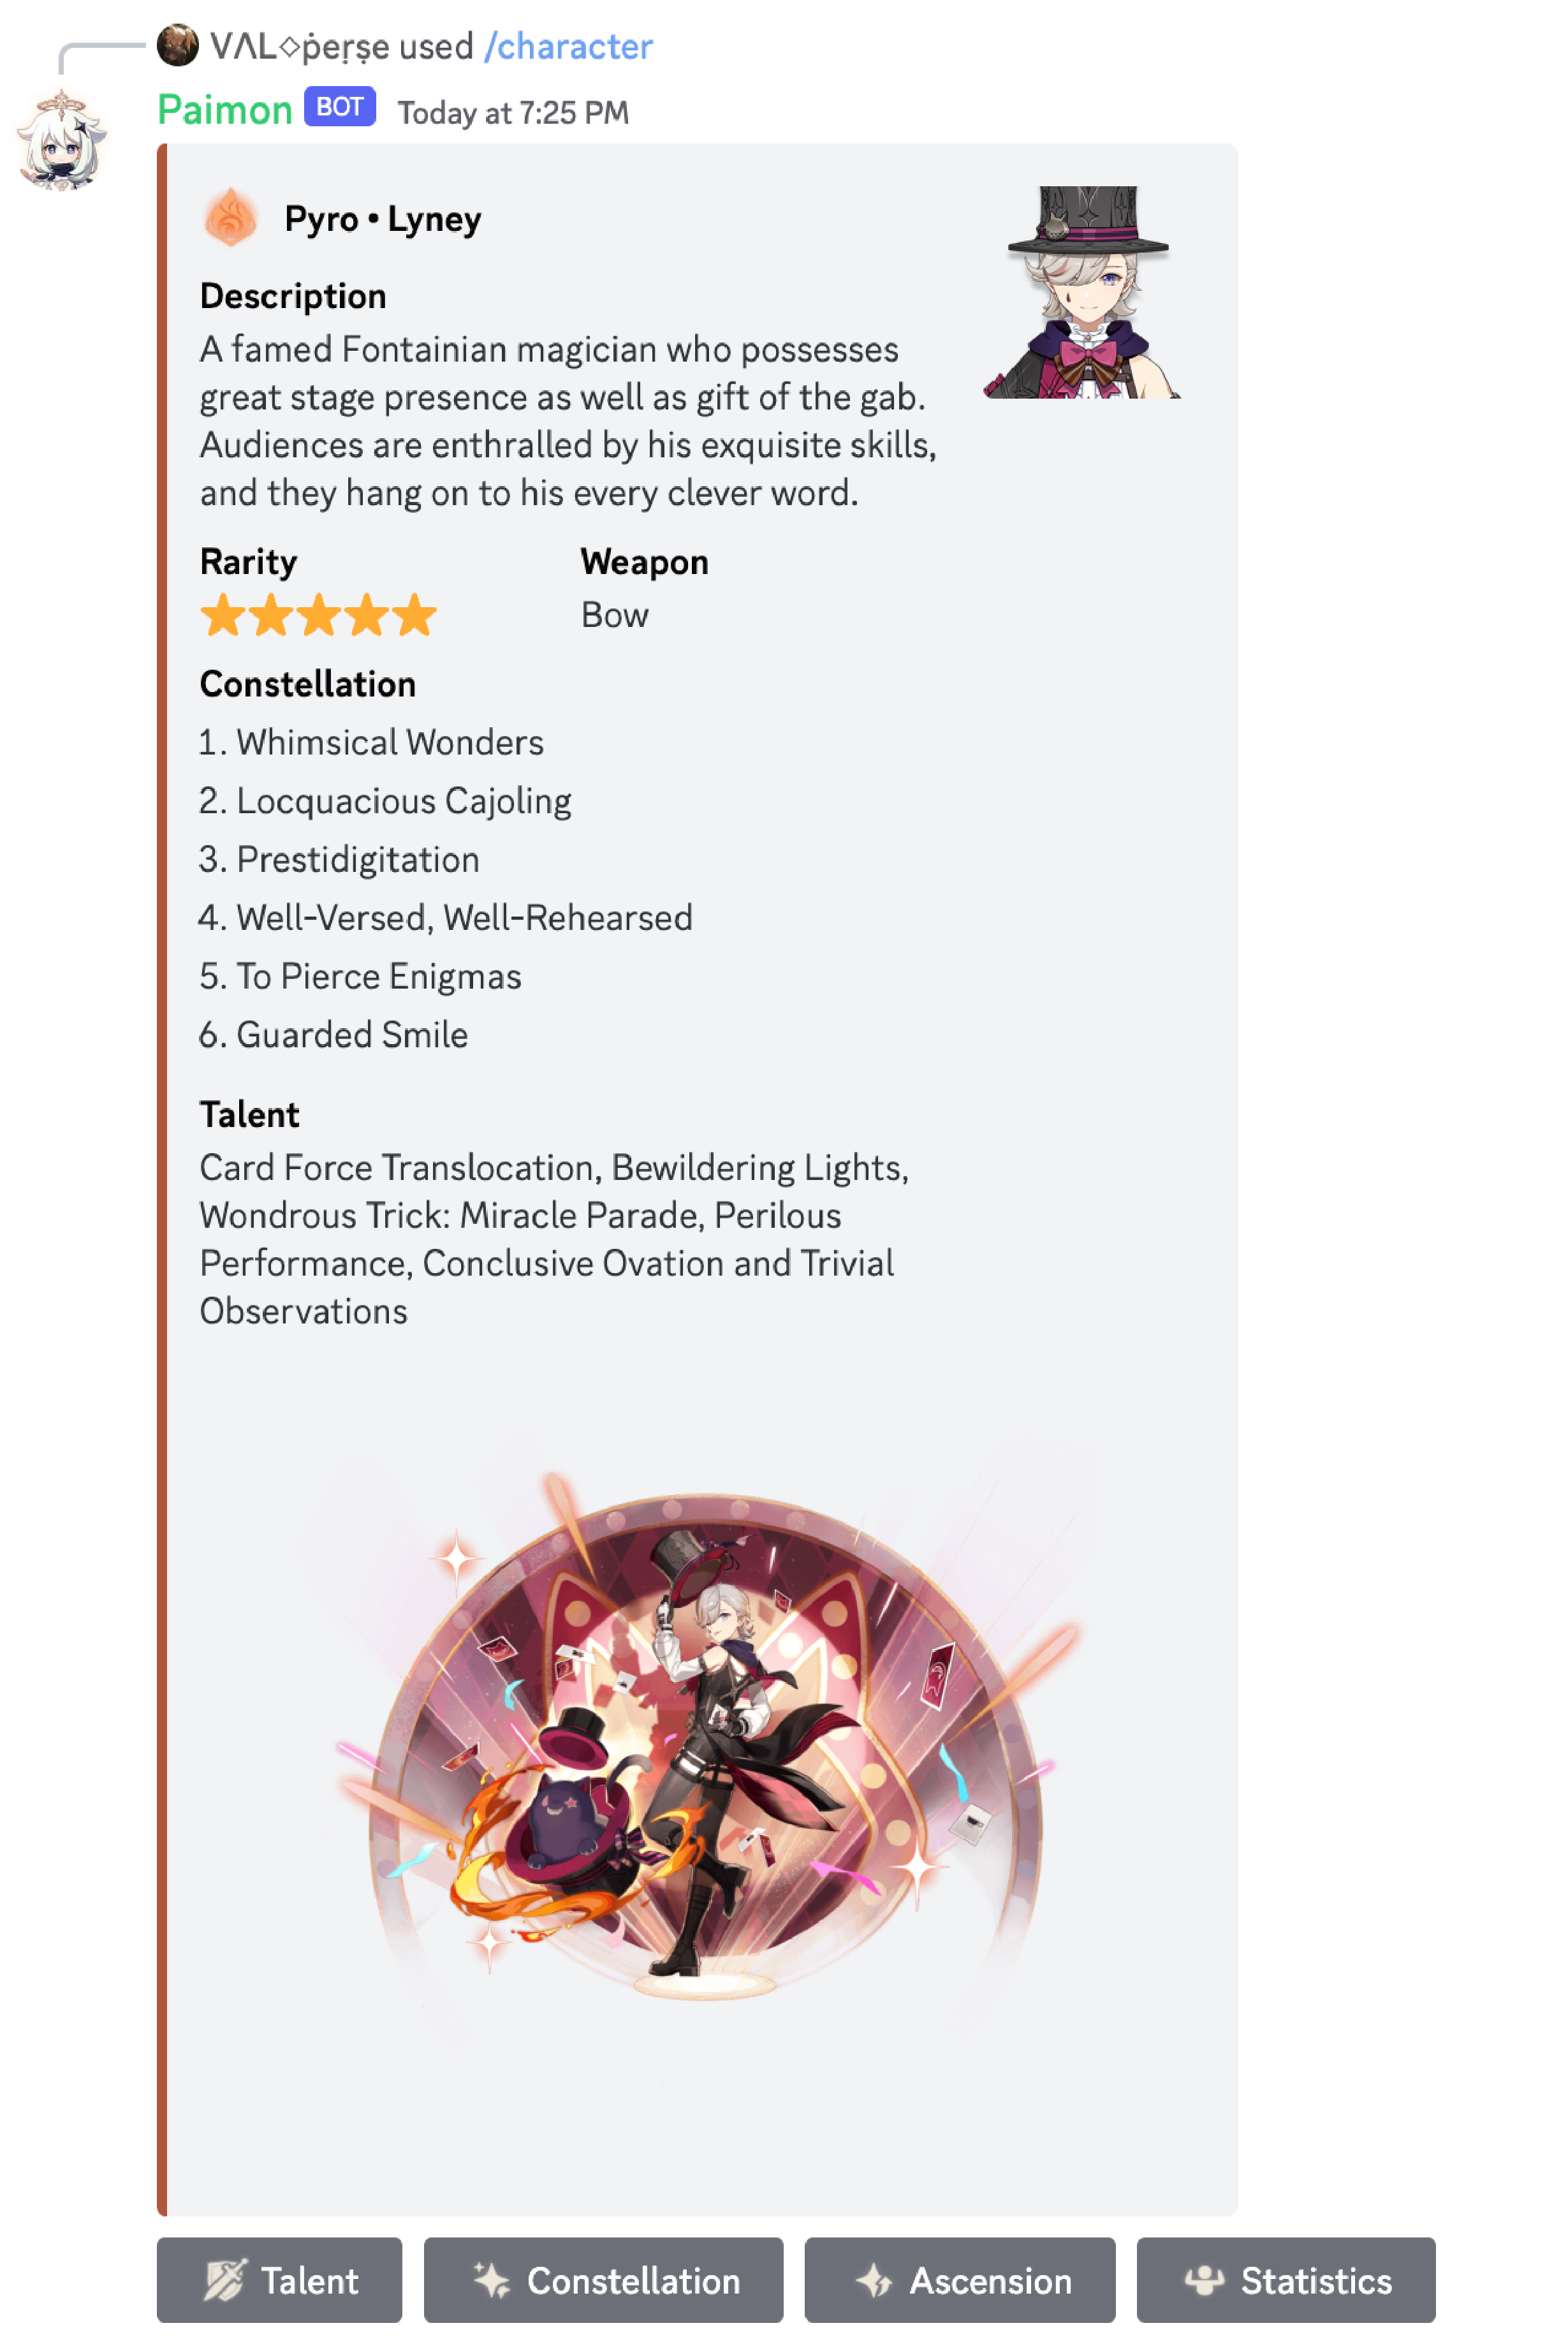 VΛL◇ṗeṛṣe used /character
Paimon BOT Today at 7:25 PM
Pyro • Lyney
Description
A famed Fontainian magician who possesses
great stage presence as well as gift of the gab.
Audiences are enthralled by his exquisite skills,
and they hang on to his every clever word.
Rarity Weapon
Bow
Constellation
1. Whimsical Wonders
2. Locquacious Cajoling
3. Prestidigitation
4. Well-Versed, Well-Rehearsed
5. To Pierce Enigmas
6. Guarded Smile
Talent
Card Force Translocation, Bewildering Lights,
Wondrous Trick: Miracle Parade, Perilous
Performance, Conclusive Ovation and Trivial
Observations
Talent Constellation Ascension Statistics